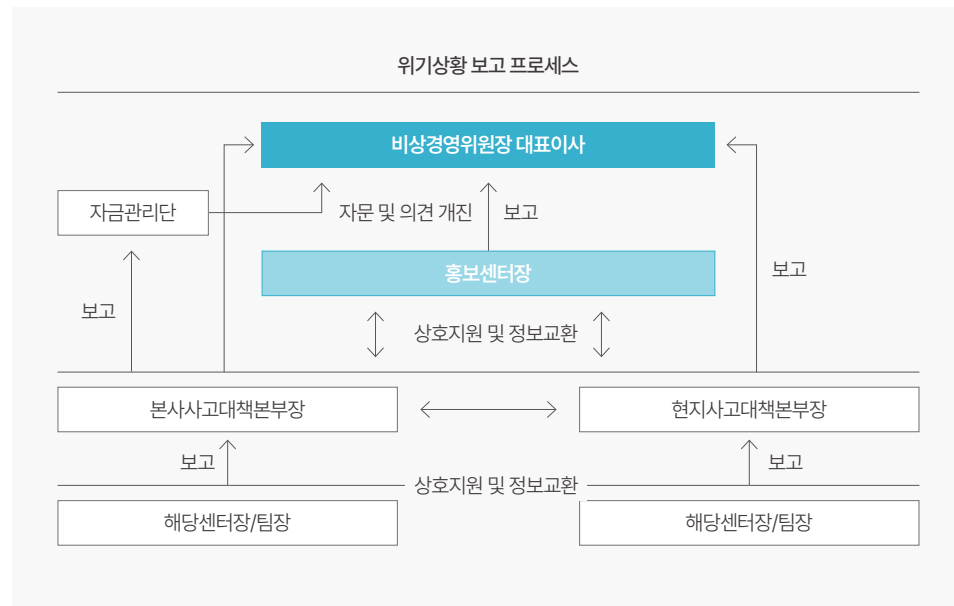 위기상황 보고 프로세스
비상경영위원장 대표이사
자금관리단
자문 및 의견 개진
보고
홍보센터장
보고
보고
상호지원 및 정보교환
본사사고대책본부장
현지사고대책본부장
보고
보고
상호지원 및 정보교환
해당센터장/팀장
해당센터장/팀장